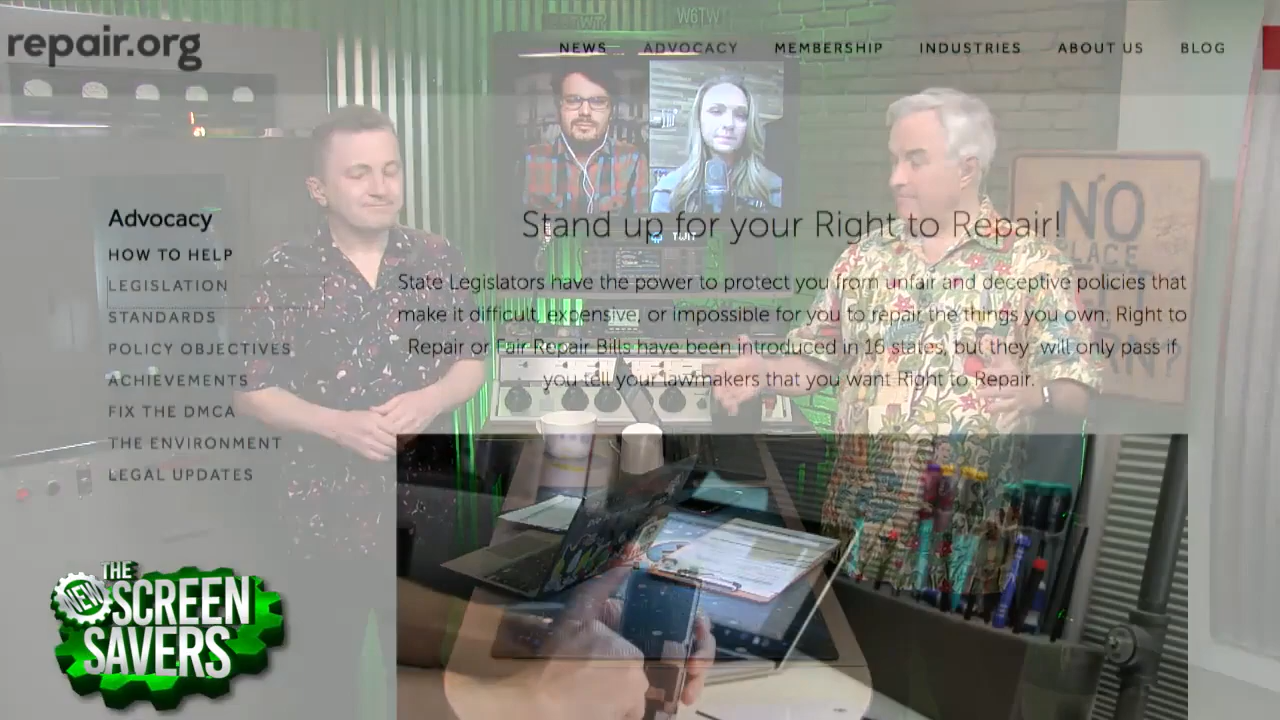 TWT
W6TW
repair.org
NEWS ADVOCACY MEMBERSHIP INDUSTRIES ABOUT US BLOG
Advocacy
HOW TO HELP
LEGISLATION
STANDARDS
POLICY OBJECTIVES
ACHIEVEMENTS
FIX THE DMCA
THE ENVIRONMENT
LEGAL UPDATES
Stand up for your Right to Repair!
State Legislators have the power to protect you from unfair and deceptive policies that
make it difficult, expensive, or impossible for you to repair the things you own. Right to
Repair or Fair Repair Bills have been introduced in 16 states, but they will only pass if
you tell your lawmakers that you want Right to Repair.
TWiT
NO
PLACE
THE NEW
SCREEN
SAVERS